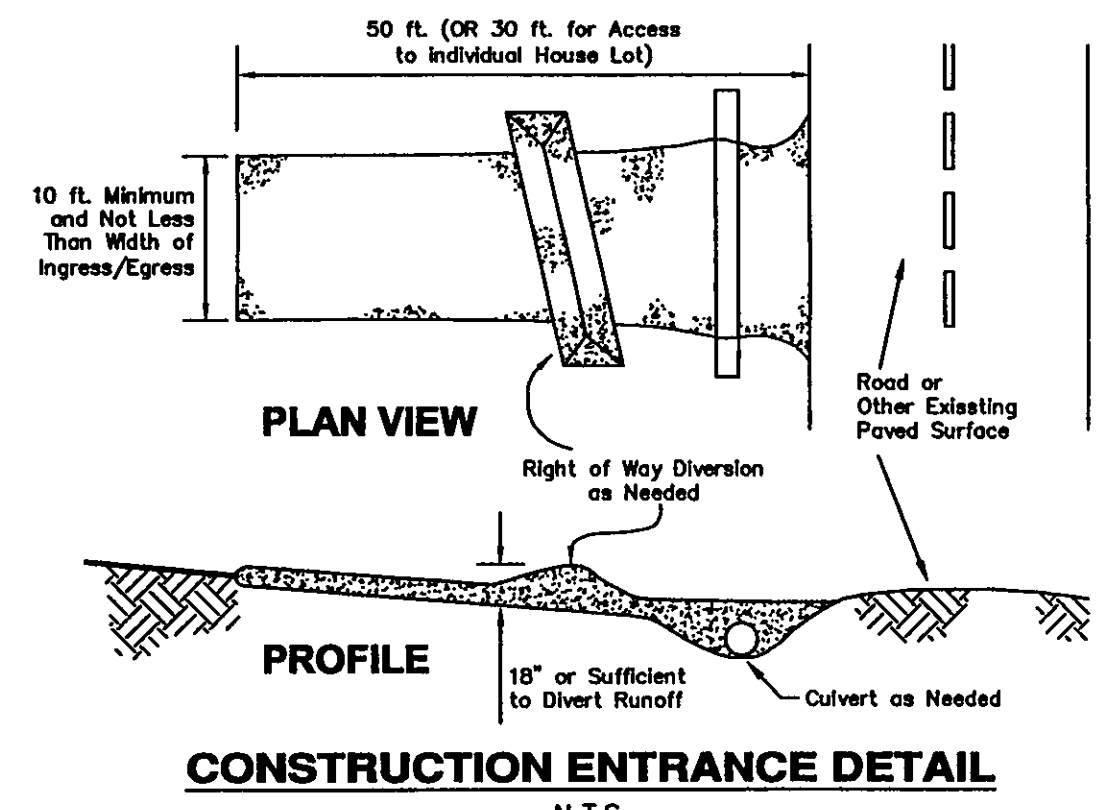 50 ft. (OR 30 ft. for Access
to individual House Lot)
10 ft. Minimum
and Not Less
Than Width of
Ingress/Egress
PLAN VIEW
Road or
Other Exissting
Paved Surface
Right of Way Diversion
as Needed
PROFILE
18" or Sufficient
to Divert Runoff
Culvert as Needed
CONSTRUCTION ENTRANCE DETAIL
N.T.S.